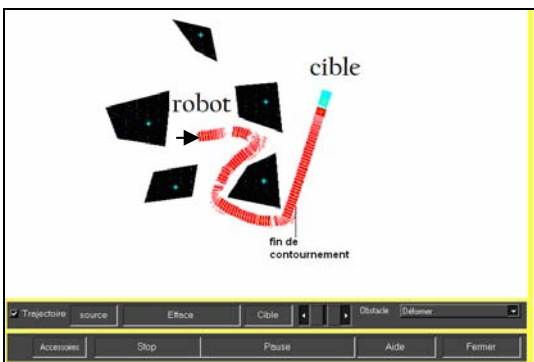 cible
robot
fin de
contournement
Trajectoire source Efface Cible Obstacle Déformer
Accessoires Stop Pause Aide Fermer